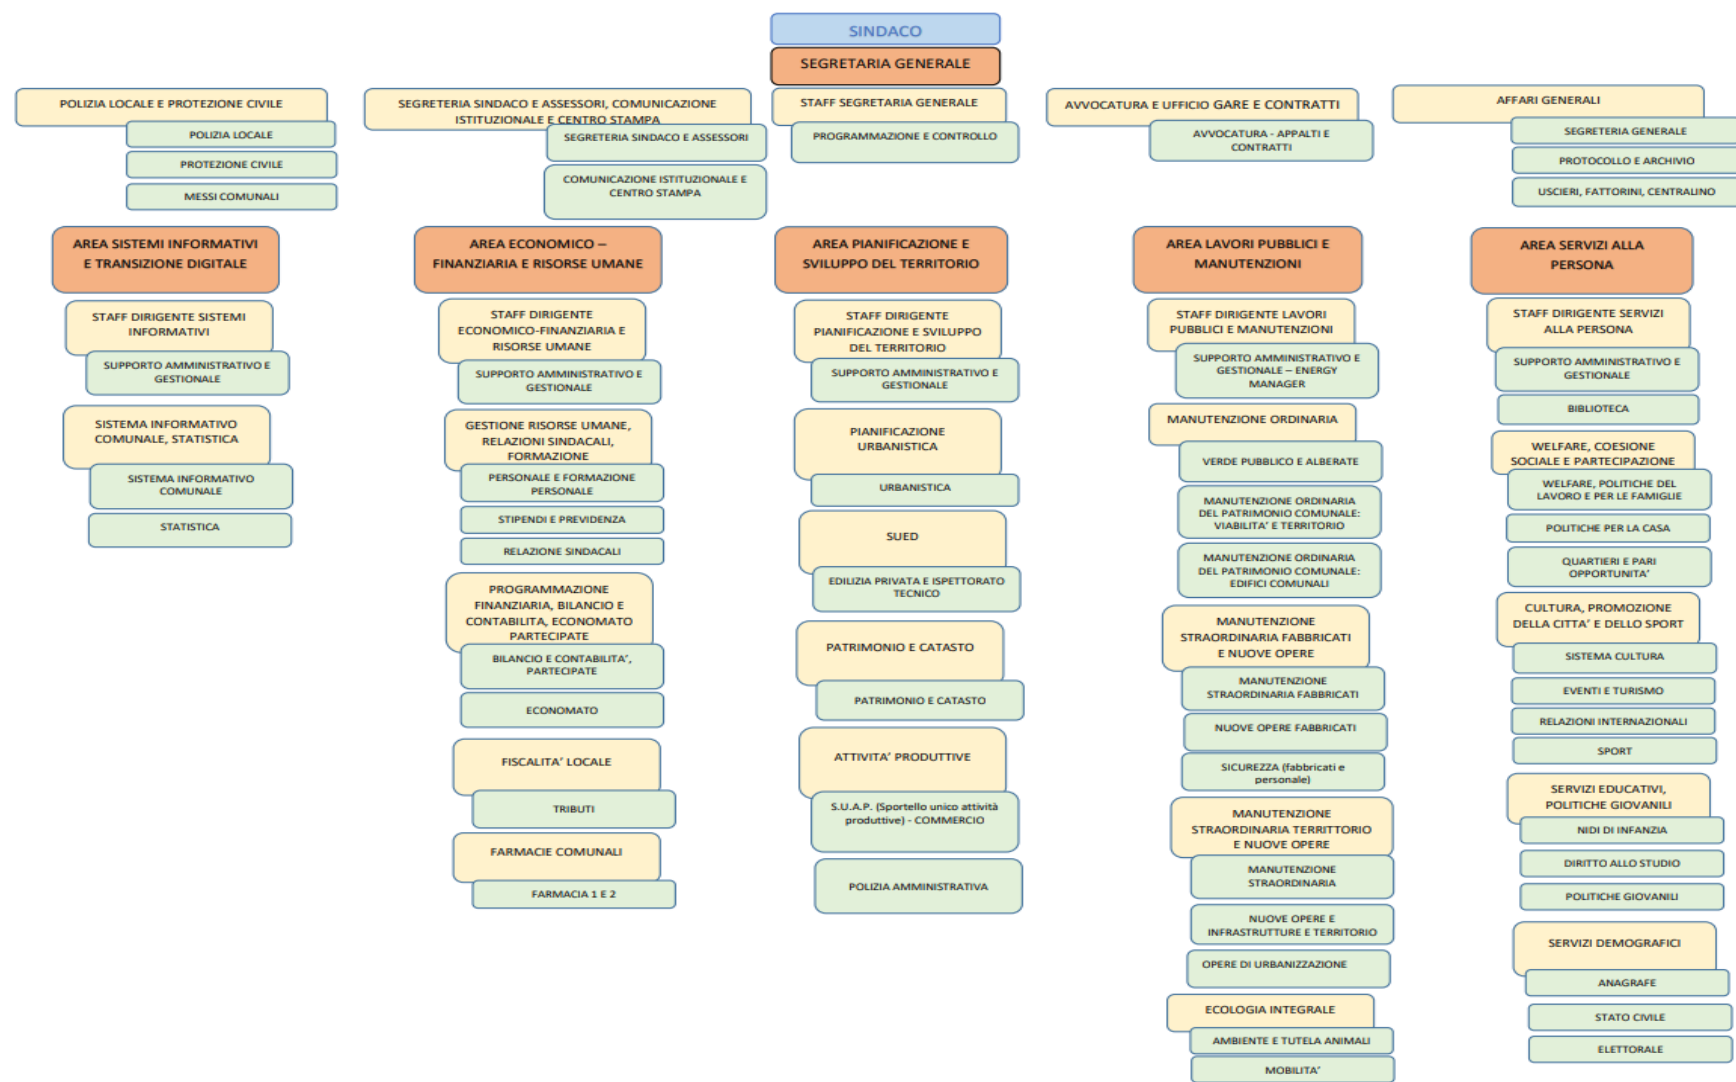 SINDACO
SEGRETARIA GENERALE
POLIZIA LOCALE E PROTEZIONE CIVILE
POLIZIA LOCALE
PROTEZIONE CIVILE
MESSI COMUNALI
SEGRETERIA SINDACO E ASSESSORI, COMUNICAZIONE
ISTITUZIONALE E CENTRO STAMPA
SEGRETERIA SINDACO E ASSESSORI
COMUNICAZIONE ISTITUZIONALE E
CENTRO STAMPA
STAFF SEGRETARIA GENERALE
PROGRAMMAZIONE E CONTROLLO
AVVOCATURA E UFFICIO GARE E CONTRATTI
AVVOCATURA - APPALTI E
CONTRATTI
AFFARI GENERALI
SEGRETERIA GENERALE
PROTOCOLLO E ARCHIVIO
USCIERI, FATTORINI, CENTRALINO
AREA SISTEMI INFORMATIVI
E TRANSIZIONE DIGITALE
STAFF DIRIGENTE SISTEMI
INFORMATIVI
SUPPORTO AMMINISTRATIVO E
GESTIONALE
SISTEMA INFORMATIVO
COMUNALE, STATISTICA
SISTEMA INFORMATIVO
COMUNALE
STATISTICA
AREA ECONOMICO –
FINANZIARIA E RISORSE UMANE
STAFF DIRIGENTE
ECONOMICO-FINANZIARIA E
RISORSE UMANE
SUPPORTO AMMINISTRATIVO E
GESTIONALE
GESTIONE RISORSE UMANE,
RELAZIONI SINDACALI,
FORMAZIONE
PERSONALE E FORMAZIONE
PERSONALE
STIPENDI E PREVIDENZA
RELAZIONE SINDACALI
PROGRAMMAZIONE
FINANZIARIA, BILANCIO E
CONTABILITA, ECONOMATO
PARTECIPATE
BILANCIO E CONTABILITA’,
PARTECIPATE
ECONOMATO
FISCALITA’ LOCALE
TRIBUTI
FARMACIE COMUNALI
FARMACIA 1 E 2
AREA PIANIFICAZIONE E
SVILUPPO DEL TERRITORIO
STAFF DIRIGENTE
PIANIFICAZIONE E SVILUPPO
DEL TERRITORIO
SUPPORTO AMMINISTRATIVO E
GESTIONALE
PIANIFICAZIONE
URBANISTICA
URBANISTICA
SUED
EDILIZIA PRIVATA E ISPETTORATO
TECNICO
PATRIMONIO E CATASTO
PATRIMONIO E CATASTO
ATTIVITA’ PRODUTTIVE
S.U.A.P. (Sportello unico attività
produttive) - COMMERCIO
POLIZIA AMMINISTRATIVA
AREA LAVORI PUBBLICI E
MANUTENZIONI
STAFF DIRIGENTE LAVORI
PUBBLICI E MANUTENZIONI
SUPPORTO AMMINISTRATIVO E
GESTIONALE – ENERGY
MANAGER
MANUTENZIONE ORDINARIA
VERDE PUBBLICO E ALBERATE
MANUTENZIONE ORDINARIA
DEL PATRIMONIO COMUNALE:
VIABILITA’ E TERRITORIO
MANUTENZIONE ORDINARIA
DEL PATRIMONIO COMUNALE:
EDIFICI COMUNALI
MANUTENZIONE
STRAORDINARIA FABBRICATI
E NUOVE OPERE
MANUTENZIONE
STRAORDINARIA FABBRICATI
NUOVE OPERE FABBRICATI
SICUREZZA (fabbricati e
personale)
MANUTENZIONE
STRAORDINARIA TERRITTORIO
E NUOVE OPERE
MANUTENZIONE
STRAORDINARIA
NUOVE OPERE E
INFRASTRUTTURE E TERRITORIO
OPERE DI URBANIZZAZIONE
ECOLOGIA INTEGRALE
AMBIENTE E TUTELA ANIMALI
MOBILITA’
AREA SERVIZI ALLA
PERSONA
STAFF DIRIGENTE SERVIZI
ALLA PERSONA
SUPPORTO AMMINISTRATIVO E
GESTIONALE
BIBLIOTECA
WELFARE, COESIONE
SOCIALE E PARTECIPAZIONE
WELFARE, POLITICHE DEL
LAVORO E PER LE FAMIGLIE
POLITICHE PER LA CASA
QUARTIERI E PARI
OPPORTUNITA’
CULTURA, PROMOZIONE
DELLA CITTA’ E DELLO SPORT
SISTEMA CULTURA
EVENTI E TURISMO
RELAZIONI INTERNAZIONALI
SPORT
SERVIZI EDUCATIVI,
POLITICHE GIOVANILI
NIDI DI INFANZIA
DIRITTO ALLO STUDIO
POLITICHE GIOVANILI
SERVIZI DEMOGRAFICI
ANAGRAFE
STATO CIVILE
ELETTORALE